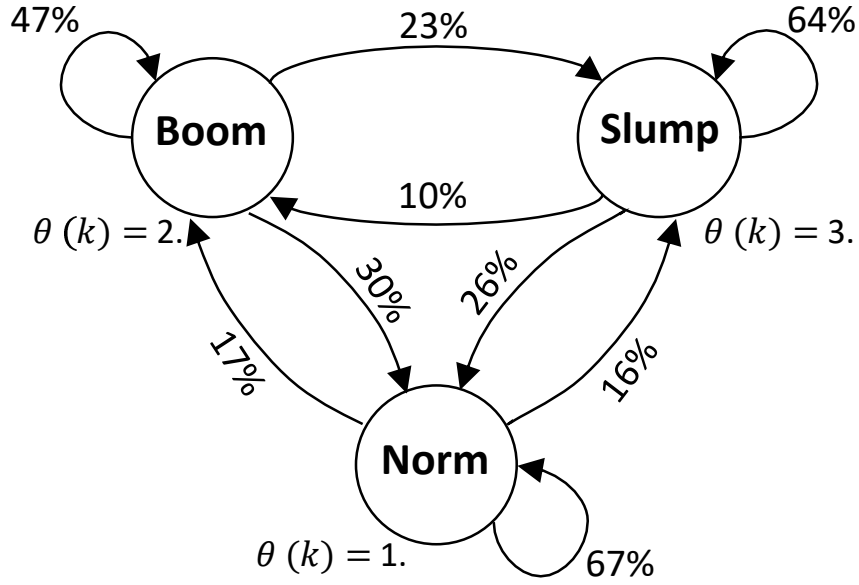 47%
23%
64%
Boom
Slump
10%
θ (k) = 2.
θ (k) = 3.
30%
26%
17%
16%
Norm
θ (k) = 1.
67%